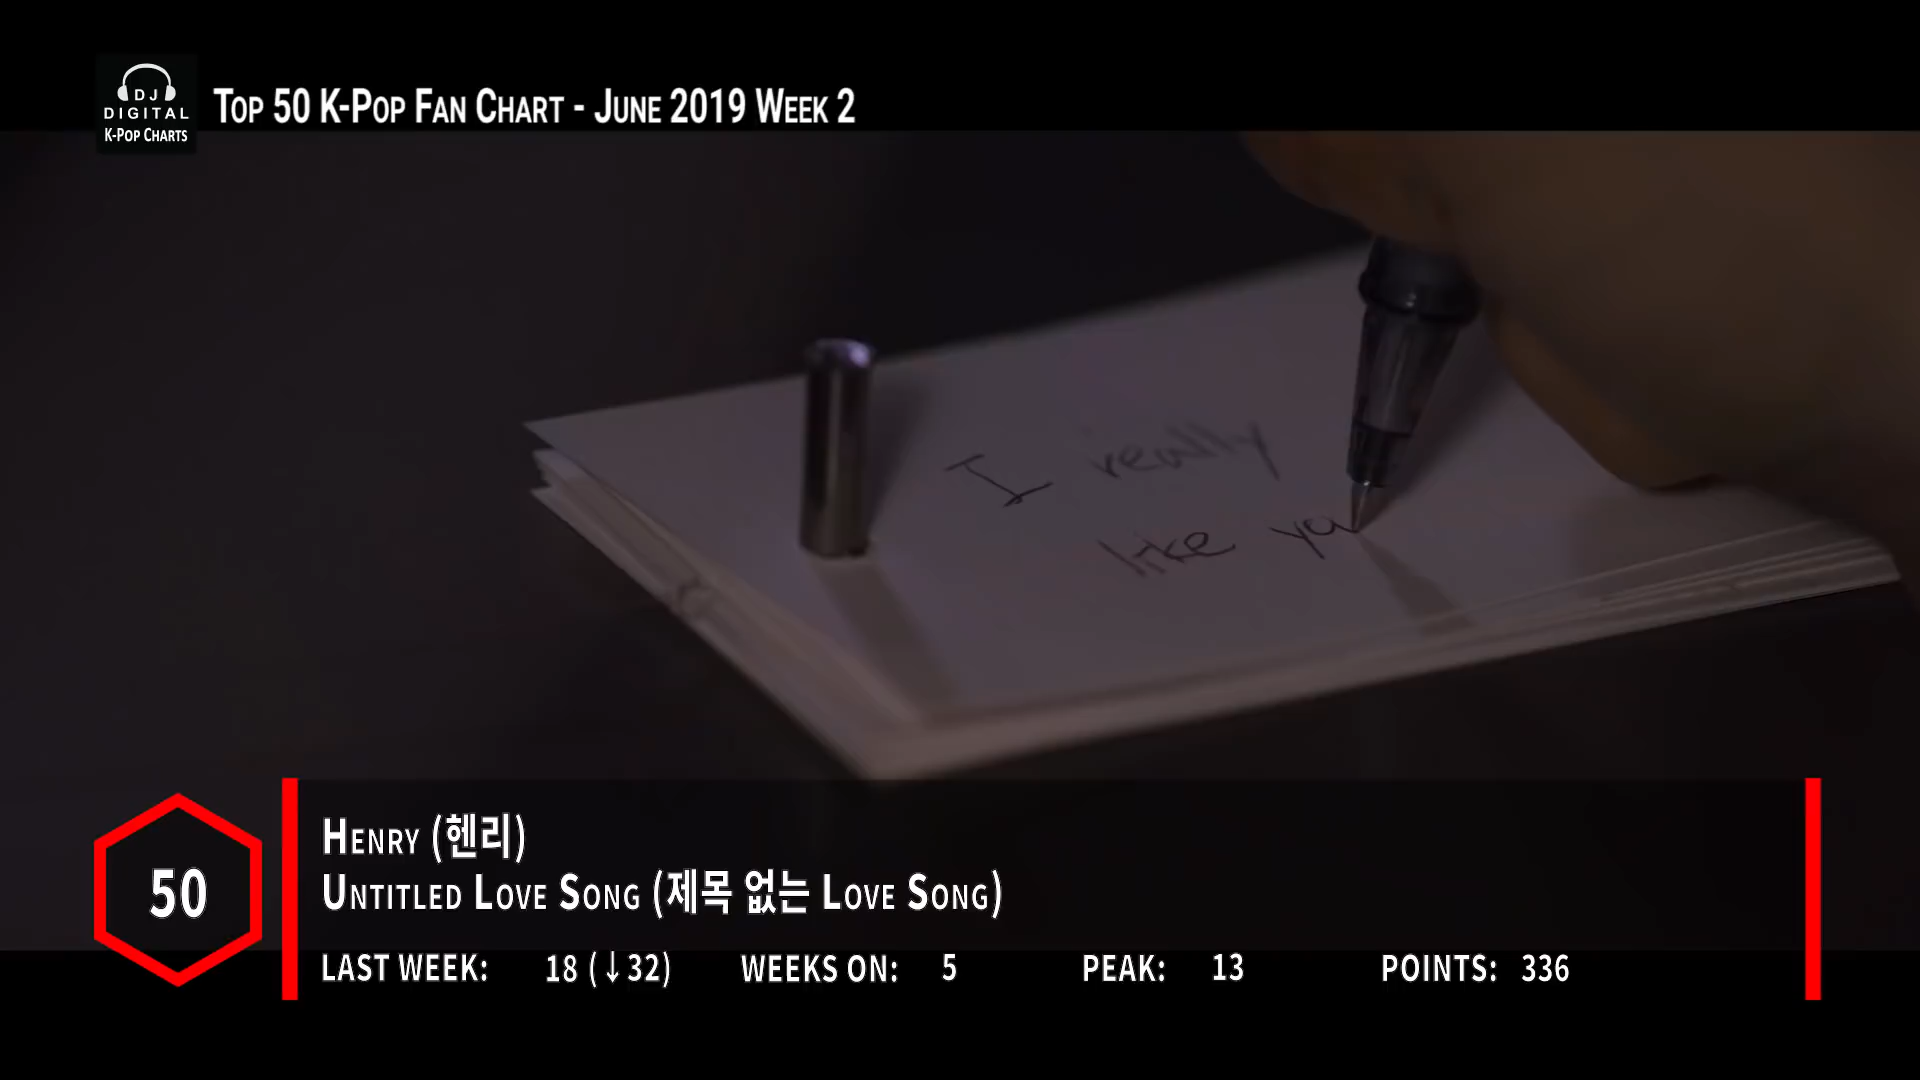 DJ
DIGITAL
K-Pop Charts
Top 50 K-Pop Fan Chart - June 2019 Week 2
I really
like yo
50
Henry (헨리)
Untitled Love Song (제목 없는 Love Song)
LAST WEEK: 18 (↓32) WEEKS ON: 5 PEAK: 13 POINTS: 336